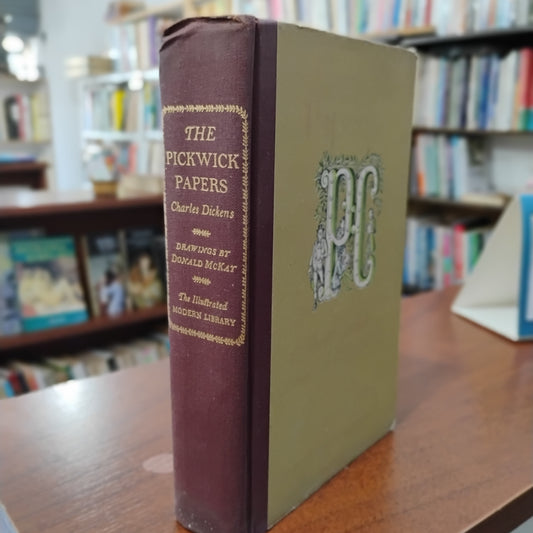 THE
PICKWICK
PAPERS
Charles Dickens
DRAWINGS BY
DONALD McKAY
The Illustrated
MODERN LIBRARY
PC